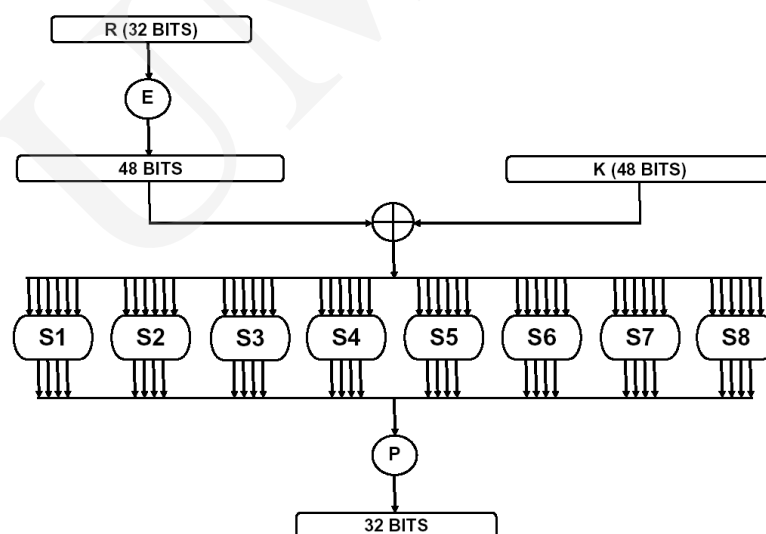 R (32 BITS)
E
48 BITS
K (48 BITS)
S1 S2 S3 S4 S5 S6 S7 S8
P
32 BITS